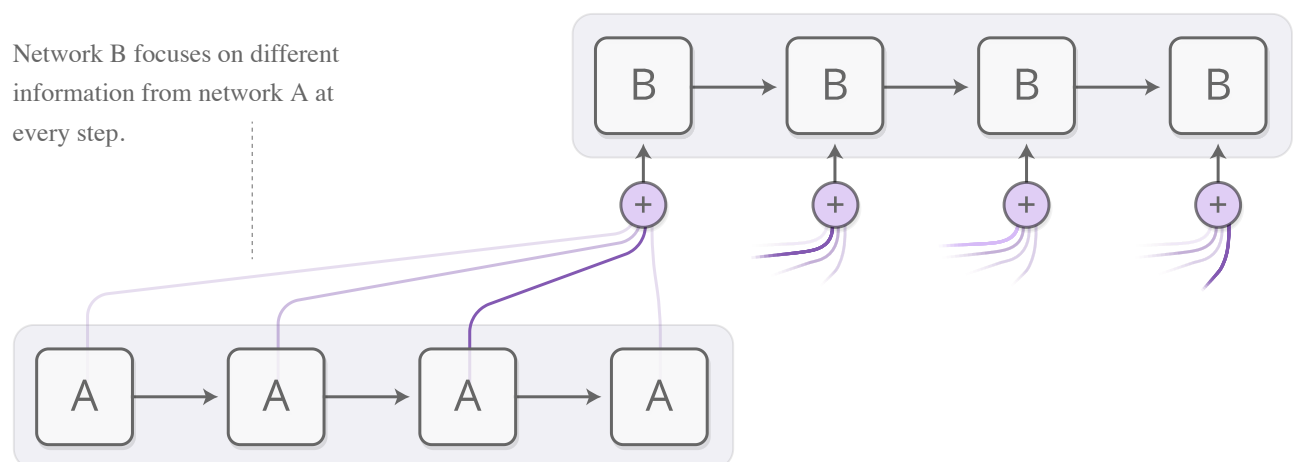 Network B focuses on different
information from network A at
every step.
B B B B
+ + + +
A A A A